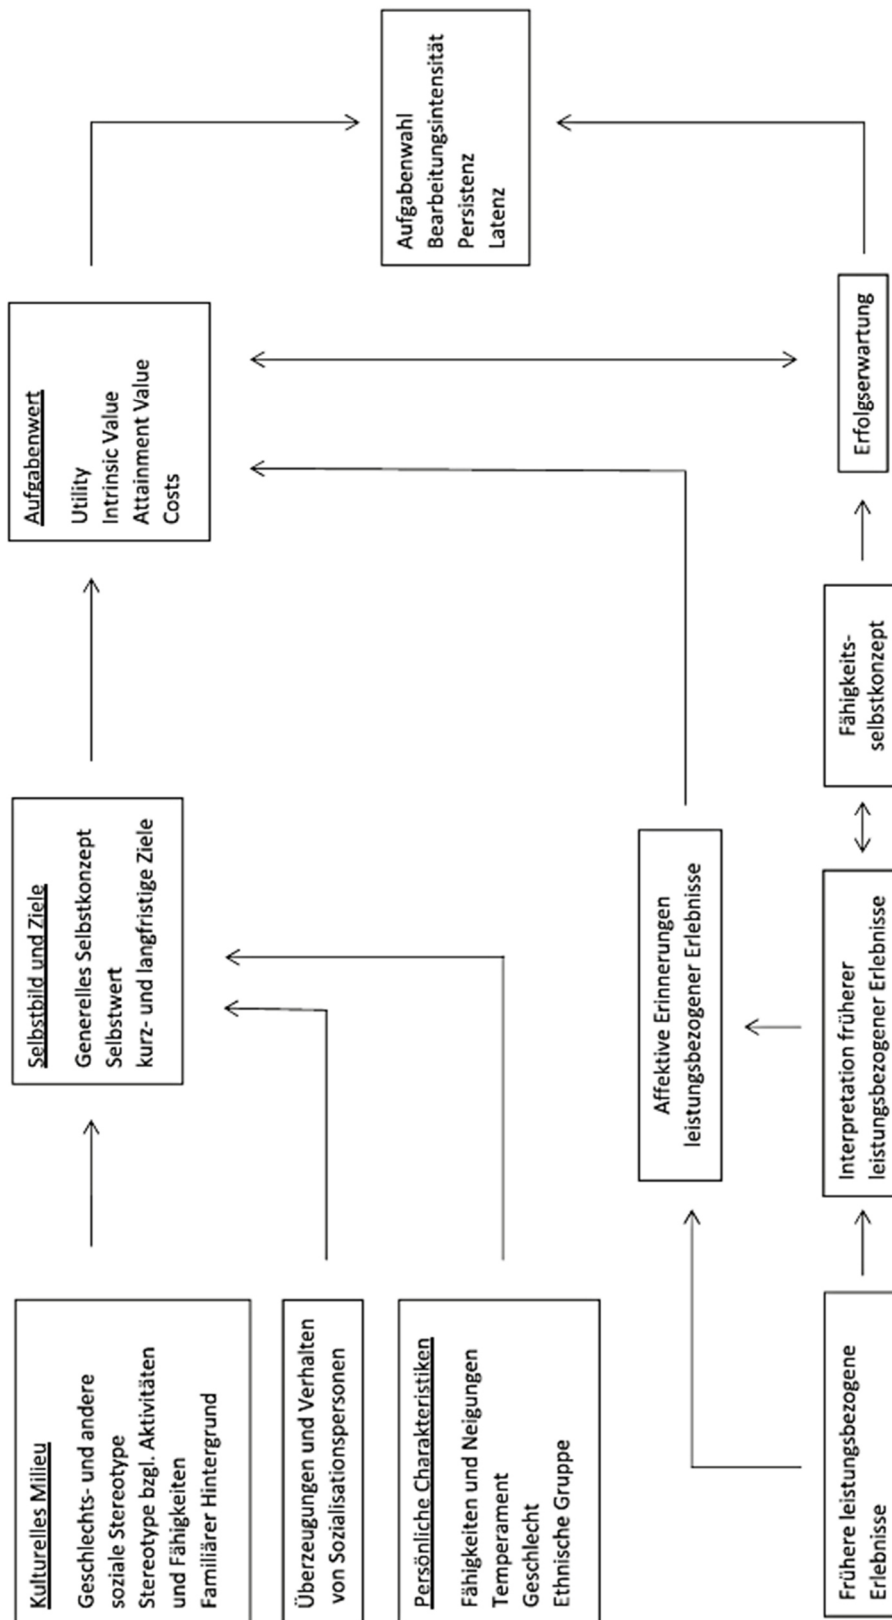 Kulturelles Milieu
Geschlechts- und andere
soziale Stereotype
Stereotype bzgl. Aktivitäten
und Fähigkeiten
Familiärer Hintergrund
Überzeugungen und Verhalten
von Sozialisationspersonen
Persönliche Charakteristiken
Fähigkeiten und Neigungen
Temperament
Geschlecht
Ethnische Gruppe
Frühere leistungsbezogene
Erlebnisse
Selbstbild und Ziele
Generelles Selbstkonzept
Selbstwert
kurz- und langfristige Ziele
Affektive Erinnerungen
leistungsbezogener Erlebnisse
Interpretation früherer
leistungsbezogener Erlebnisse
Fähigkeits-
selbstkonzept
Aufgabenwert
Utility
Intrinsic Value
Attainment Value
Costs
Erfolgserwartung
Aufgabenwahl
Bearbeitungsintensität
Persistenz
Latenz